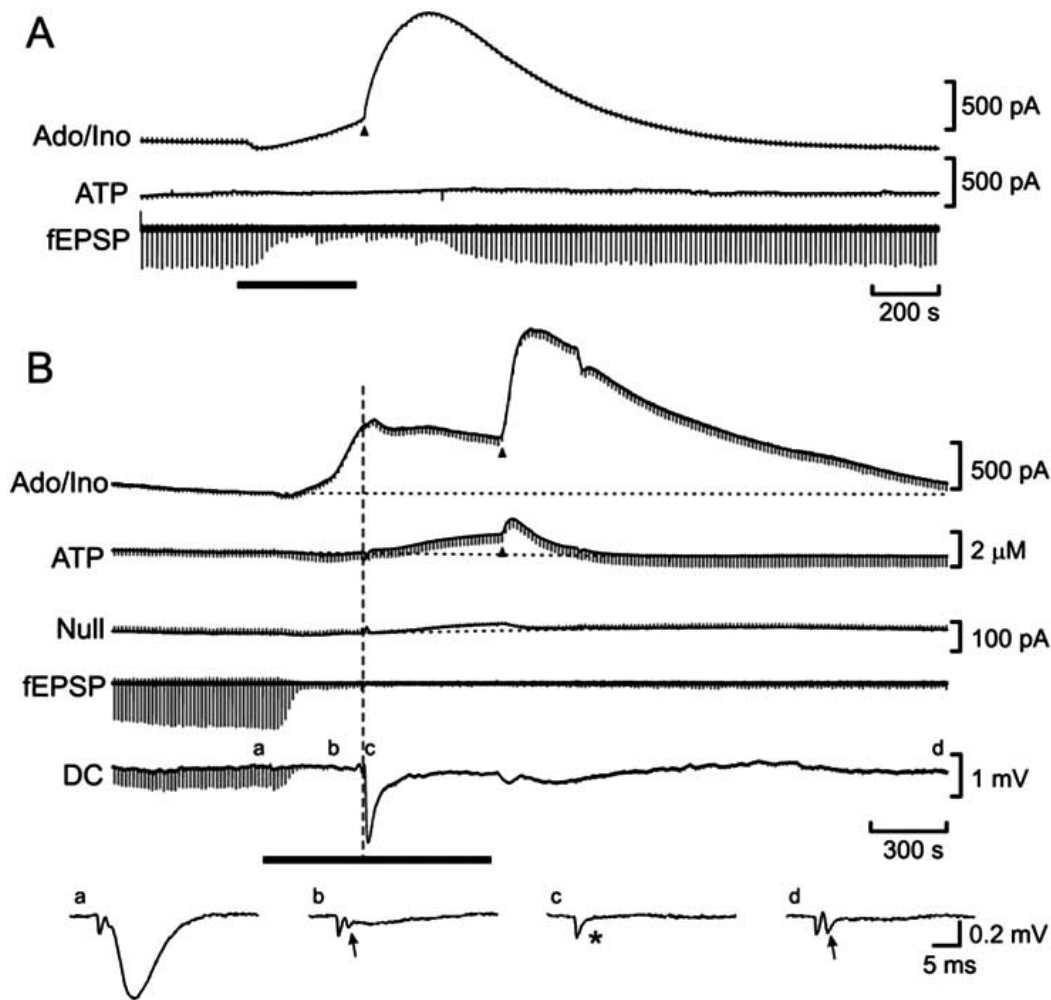 A
Ado/Ino
500 pA
ATP
500 pA
fEPSP
200 s
B
Ado/Ino
500 pA
ATP
2 μM
Null
100 pA
fEPSP
a b c d
DC
1 mV
300 s
a b c d
*
0.2 mV
5 ms